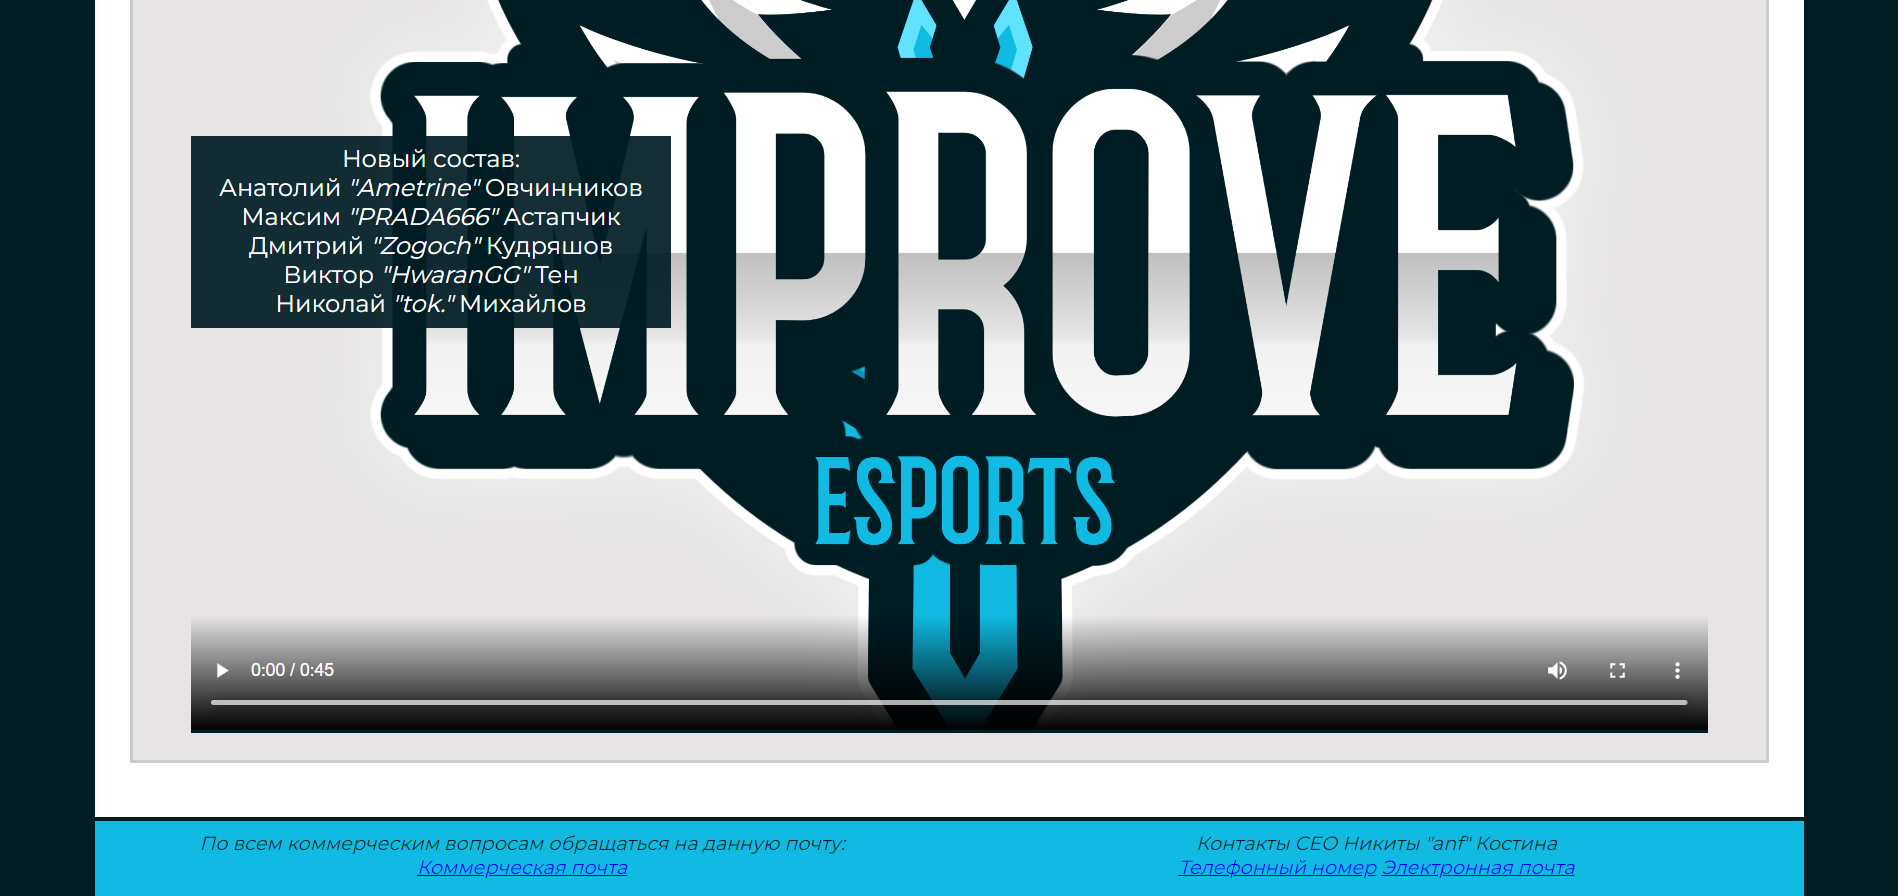 IMPROVE
Новый состав:
Анатолий "Ametrine" Овчинников
Максим "PRADA666" Астапчик
Дмитрий "Zogoch" Кудряшов
Виктор "HwaranGG" Тен
Николай "tok." Михайлов
ESPORTS
0:00 / 0:45
По всем коммерческим вопросам обращаться на данную почту:
Коммерческая почта
Контакты CEO Никиты "anf" Костина
Телефонный номер Электронная почта